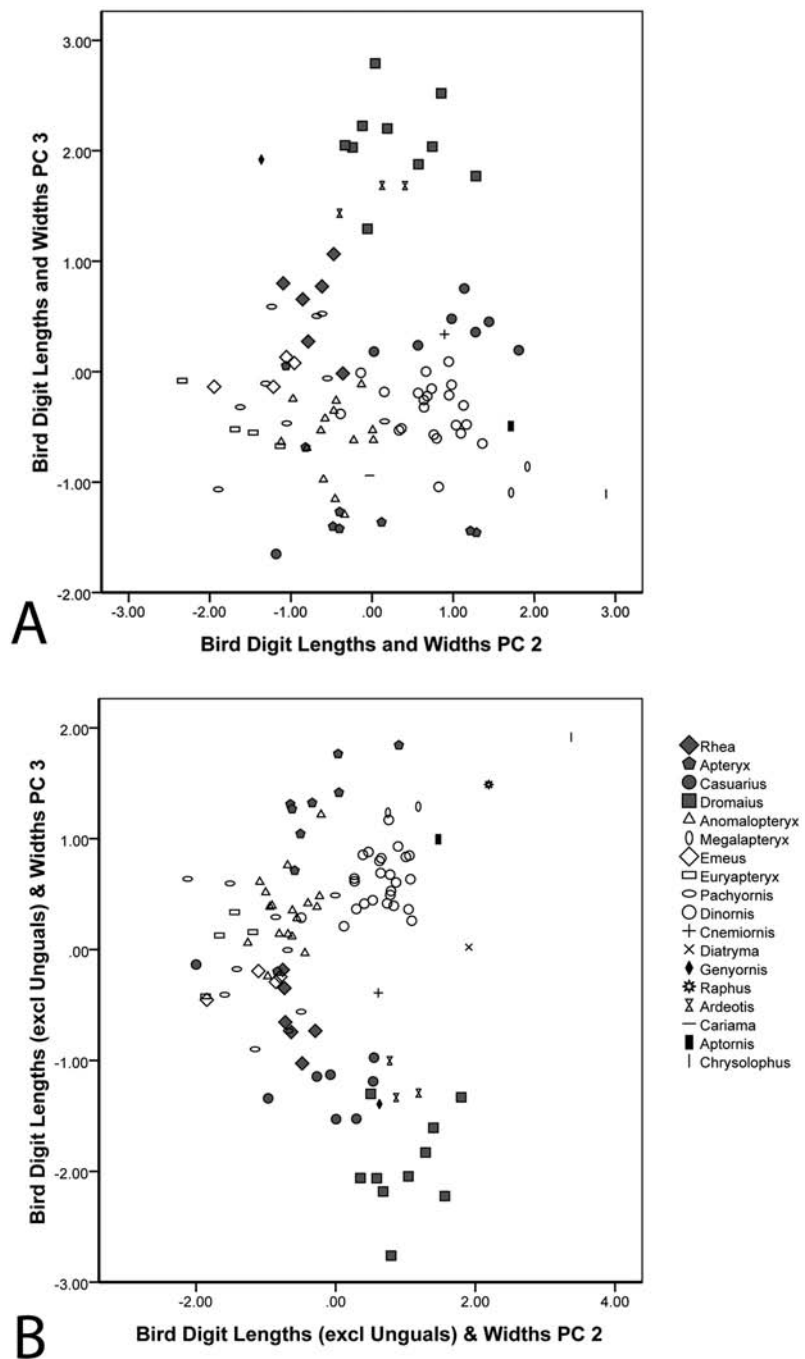 3.00
2.00
1.00
.00
-1.00
-2.00
Bird Digit Lengths and Widths PC 3
-3.00 -2.00 -1.00 .00 1.00 2.00 3.00
Bird Digit Lengths and Widths PC 2
A
2.00
1.00
.00
-1.00
-2.00
-3.00
Bird Digit Lengths (excl Unguals) & Widths PC 3
-2.00 .00 2.00 4.00
Bird Digit Lengths (excl Unguals) & Widths PC 2
B
Rhea
Apteryx
Casuarius
Dromaius
Anomalopteryx
Megalapteryx
Emeus
Euryapteryx
Pachyornis
Dinornis
Cnemiornis
Diatryma
Genyornis
Raphus
Ardeotis
Cariama
Aptornis
Chrysolophus